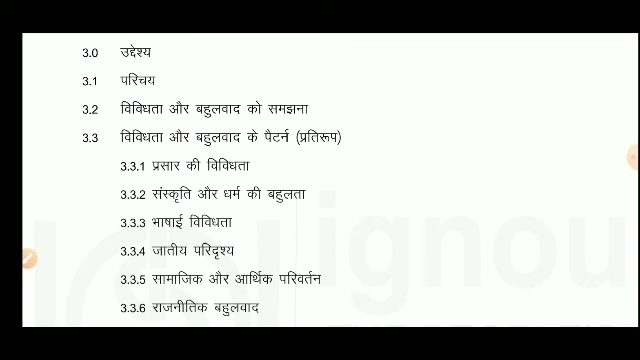 3.0 उद्देश्य
3.1 परिचय
3.2 विविधता और बहुलवाद को समझना
3.3 विविधता और बहुलवाद के पैटर्न (प्रतिरूप)
3.3.1 प्रसार की विविधता
3.3.2 संस्कृति और धर्म की बहुलता
3.3.3 भाषाई विविधता
3.3.4 जातीय परिदृश्य
3.3.5 सामाजिक और आर्थिक परिवर्तन
3.3.6 राजनीतिक बहुलवाद
ignou